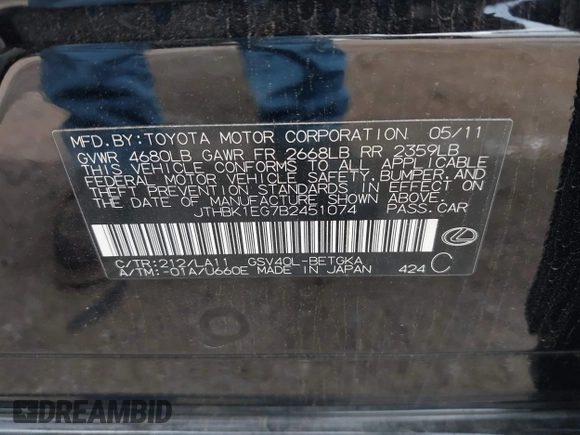 MFD.BY:TOYOTA MOTOR CORPORATION 05/11
GVWR 4680LB GAWR FR 2668LB RR 2359LB
THIS VEHICLE CONFORMS TO ALL APPLICABLE
FEDERAL MOTOR VEHICLE SAFETY,BUMPER,AND
THEFT PREVENTION STANDARDS IN EFFECT ON
THE DATE OF MANUFACTURE SHOWN ABOVE.
JTHBK1EG7B2451074 PASS.CAR
C/TR:212/LA11 GSV40L-BETGKA
A/TM:-01A/U660E MADE IN JAPAN 424 C
DREAMBID